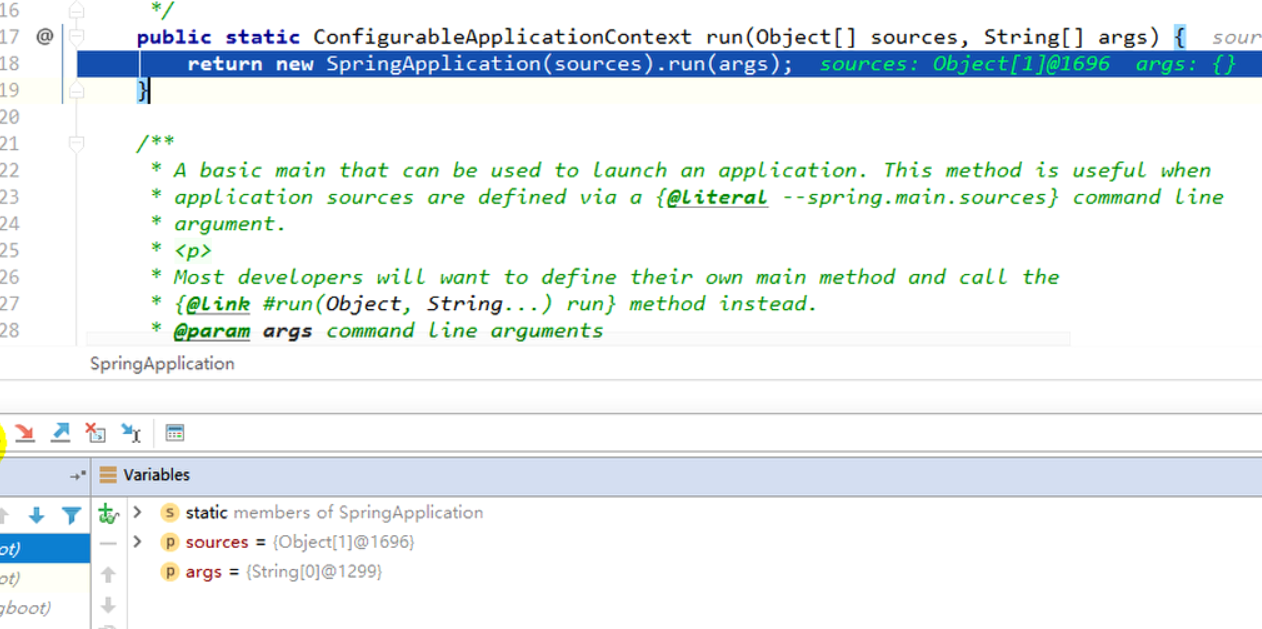 16 */
17 @ public static ConfigurableApplicationContext run(Object[] sources, String[] args) { sour
18 return new SpringApplication(sources).run(args); sources: Object[1]@1696 args: {}
19 }
20
21 /**
22 * A basic main that can be used to launch an application. This method is useful when
23 * application sources are defined via a {@literal --spring.main.sources} command line
24 * argument.
25 * <p>
26 * Most developers will want to define their own main method and call the
27 * {@link #run(Object, String...) run} method instead.
28 * @param args command line arguments
SpringApplication
Variables
s static members of SpringApplication
p sources = {Object[1]@1696}
p args = {String[0]@1299}
ot)
ot)
gboot)